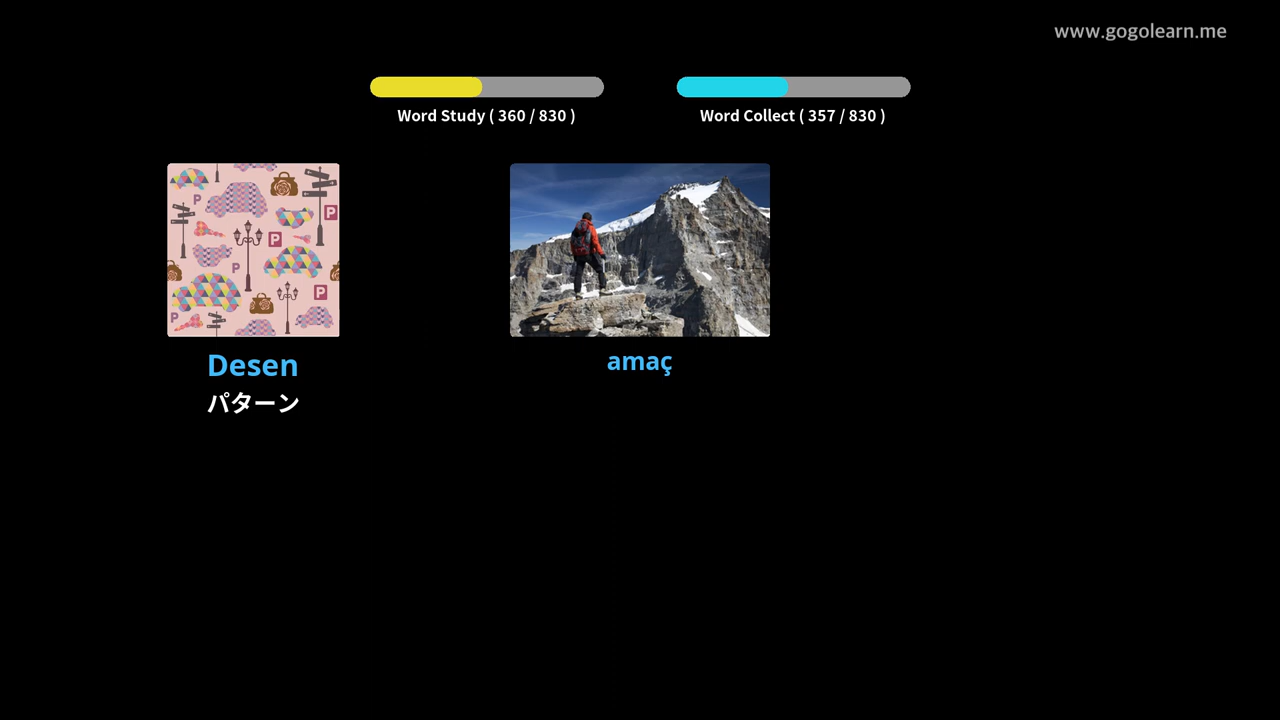 www.gogolearn.me
Word Study ( 360 / 830 )
Word Collect ( 357 / 830 )
P
P
P
P
P
P
Desen
パターン
amaç